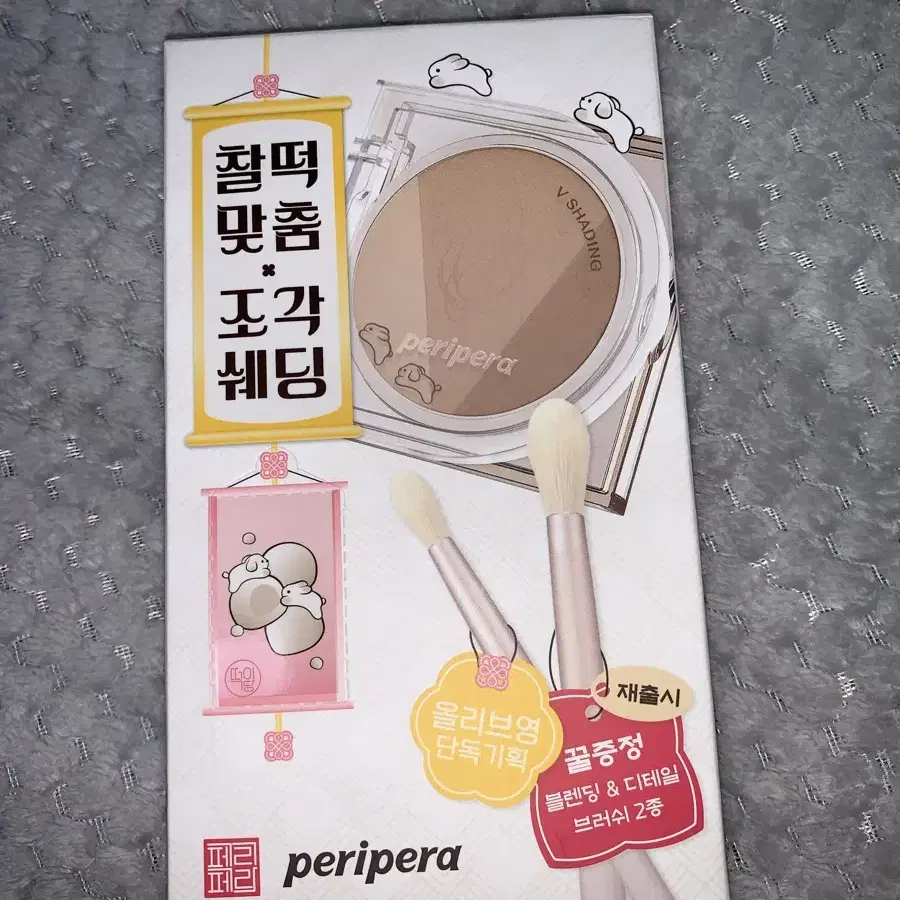 찰떡
맞춤
×
조각
쉐딩
V SHADING
peripera
올리브영
단독기획
재출시
꿀증정
블렌딩 & 디테일
브러쉬 2종
페리
페라
peripera